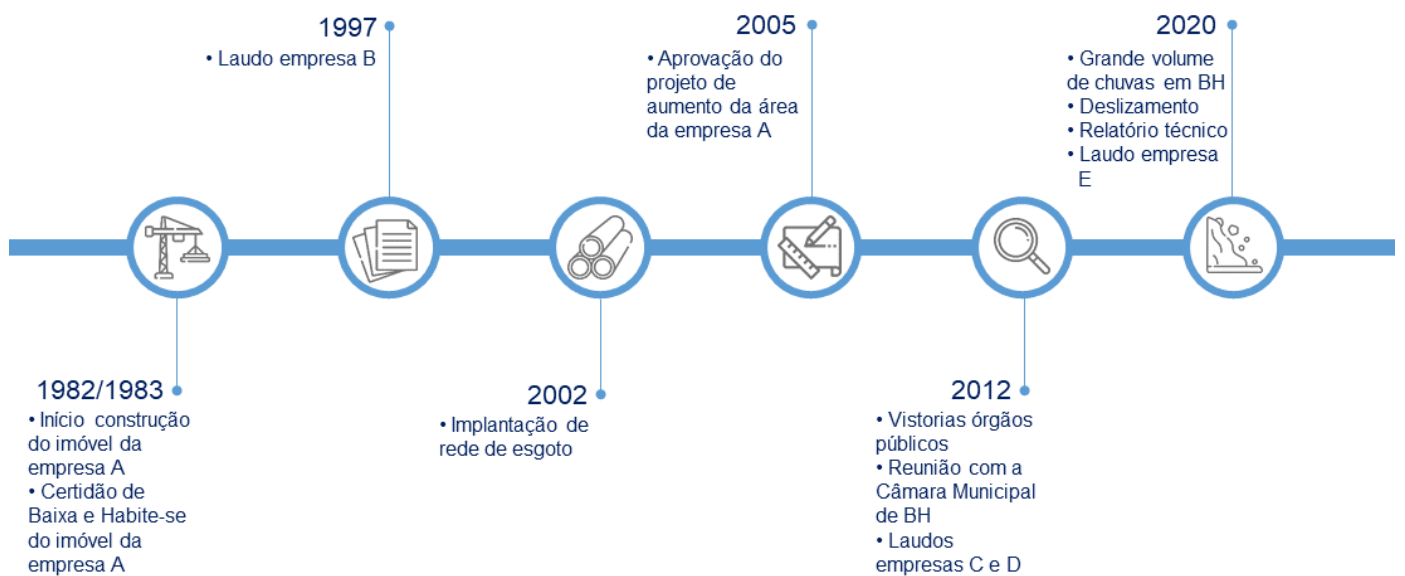 1997
• Laudo empresa B
2005
• Aprovação do
projeto de
aumento da área
da empresa A
2020
• Grande volume
de chuvas em BH
• Deslizamento
• Relatório técnico
• Laudo empresa
E
1982/1983
• Início construção
do imóvel da
empresa A
• Certidão de
Baixa e Habite-se
do imóvel da
empresa A
2002
• Implantação de
rede de esgoto
2012
• Vistorias órgãos
públicos
• Reunião com a
Câmara Municipal
de BH
• Laudos
empresas C e D